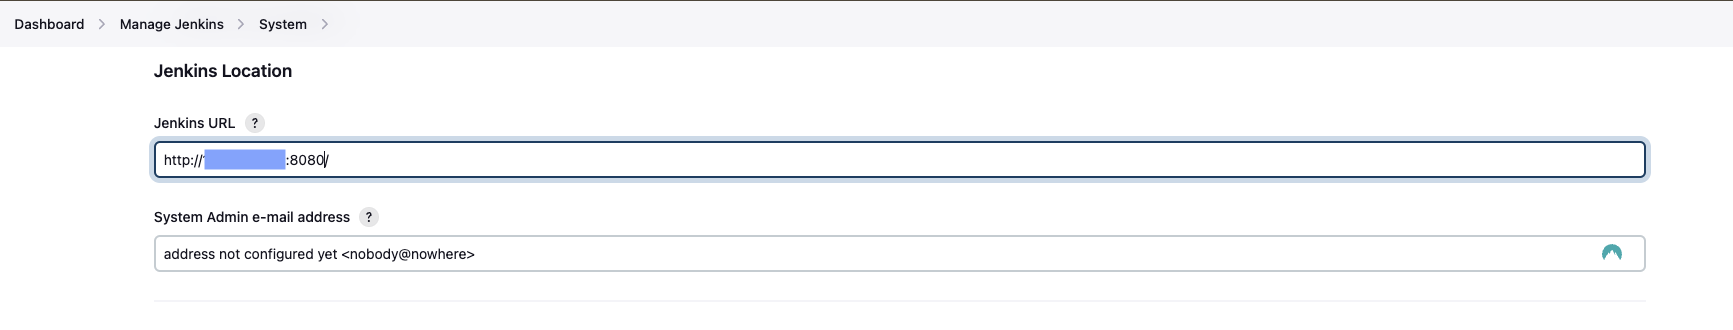 Dashboard > Manage Jenkins > System >
Jenkins Location
Jenkins URL ?
http:// :8080/
System Admin e-mail address ?
address not configured yet <nobody@nowhere>